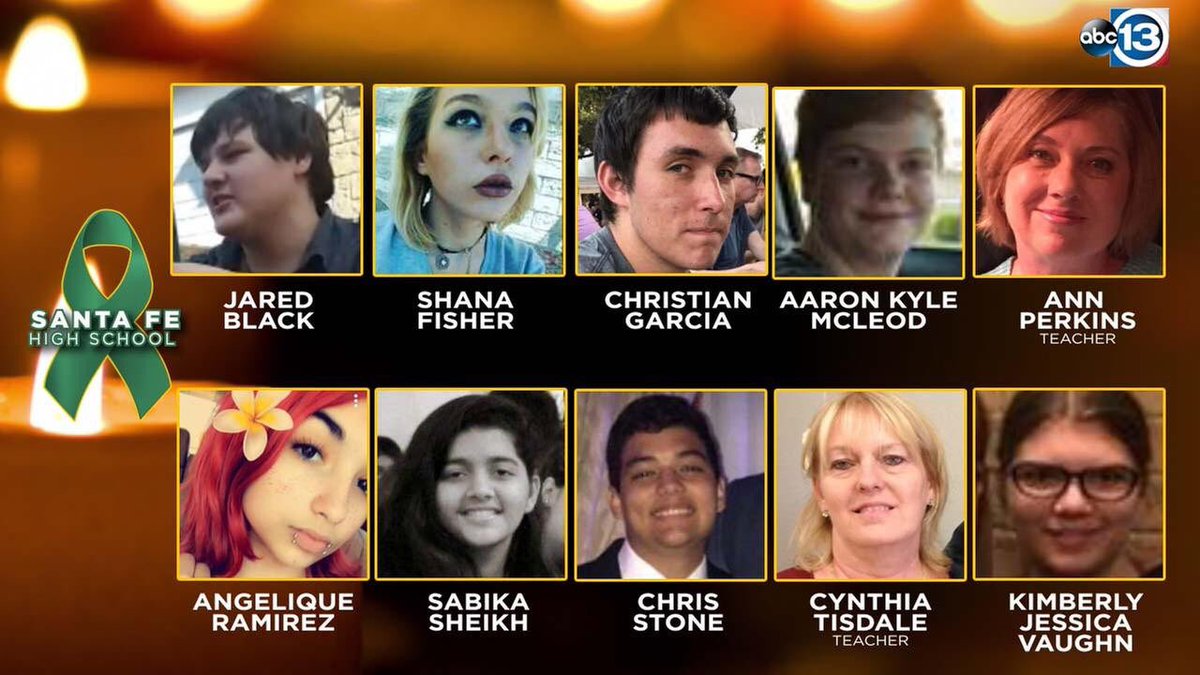 abc 13
SANTA FE
HIGH SCHOOL
JARED
BLACK
SHANA
FISHER
CHRISTIAN
GARCIA
AARON KYLE
MCLEOD
ANN
PERKINS
TEACHER
ANGELIQUE
RAMIREZ
SABIKA
SHEIKH
CHRIS
STONE
CYNTHIA
TISDALE
TEACHER
KIMBERLY
JESSICA
VAUGHN